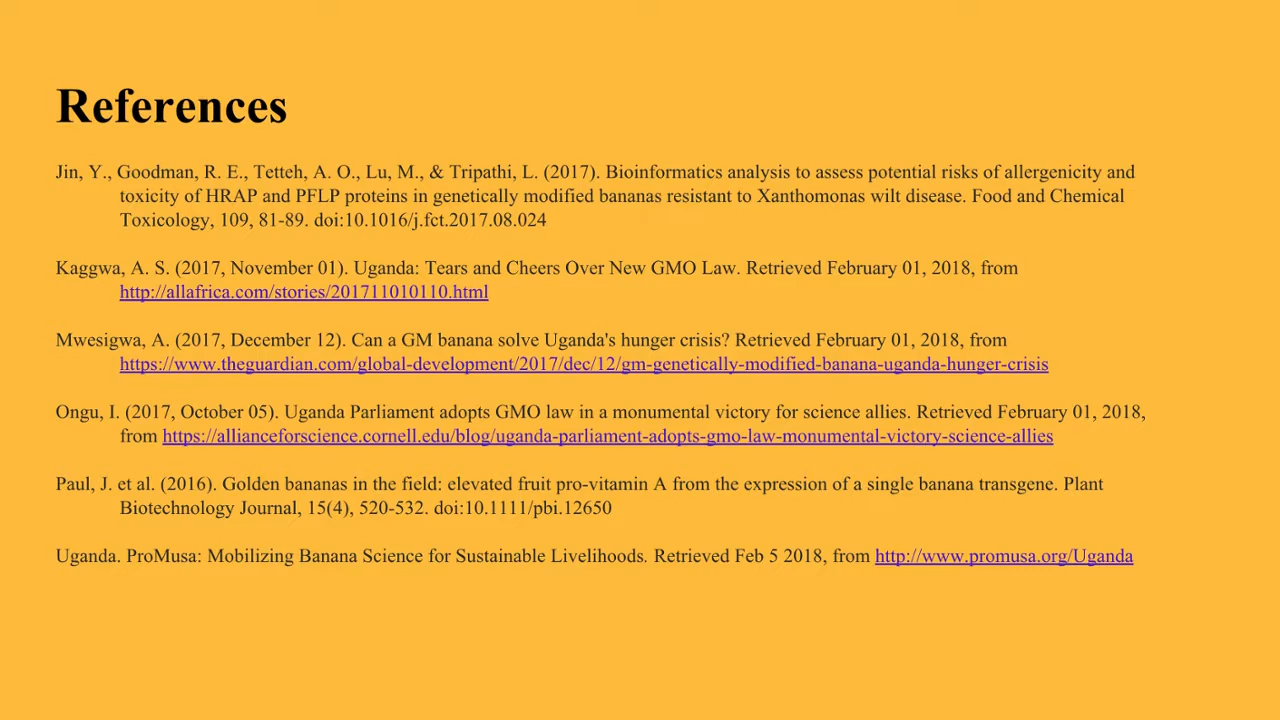 References
Jin, Y., Goodman, R. E., Tetteh, A. O., Lu, M., & Tripathi, L. (2017). Bioinformatics analysis to assess potential risks of allergenicity and
toxicity of HRAP and PFLP proteins in genetically modified bananas resistant to Xanthomonas wilt disease. Food and Chemical
Toxicology, 109, 81-89. doi:10.1016/j.fct.2017.08.024
Kaggwa, A. S. (2017, November 01). Uganda: Tears and Cheers Over New GMO Law. Retrieved February 01, 2018, from
http://allafrica.com/stories/201711010110.html
Mwesigwa, A. (2017, December 12). Can a GM banana solve Uganda's hunger crisis? Retrieved February 01, 2018, from
https://www.theguardian.com/global-development/2017/dec/12/gm-genetically-modified-banana-uganda-hunger-crisis
Ongu, I. (2017, October 05). Uganda Parliament adopts GMO law in a monumental victory for science allies. Retrieved February 01, 2018,
from https://allianceforscience.cornell.edu/blog/uganda-parliament-adopts-gmo-law-monumental-victory-science-allies
Paul, J. et al. (2016). Golden bananas in the field: elevated fruit pro-vitamin A from the expression of a single banana transgene. Plant
Biotechnology Journal, 15(4), 520-532. doi:10.1111/pbi.12650
Uganda. ProMusa: Mobilizing Banana Science for Sustainable Livelihoods. Retrieved Feb 5 2018, from http://www.promusa.org/Uganda